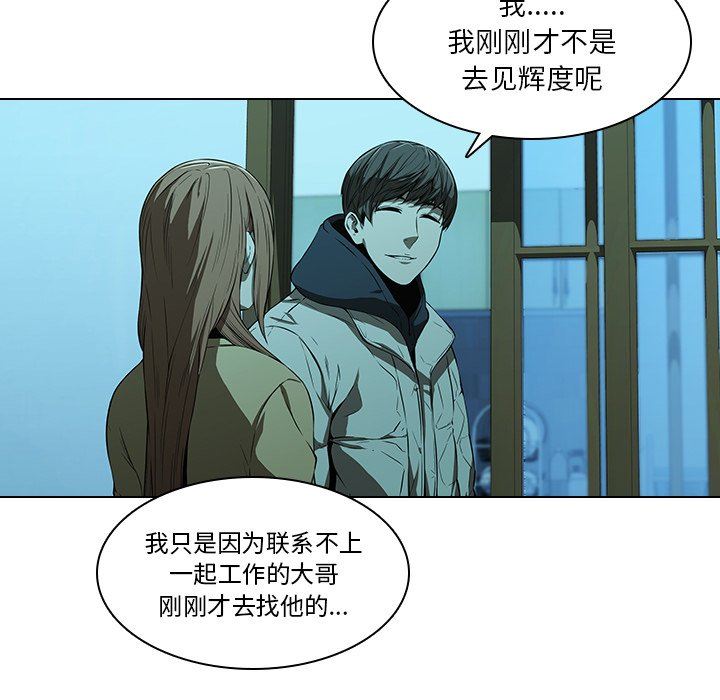 我.....
我刚刚才不是
去见辉度呢
我只是因为联系不上
一起工作的大哥
刚刚才去找他的...